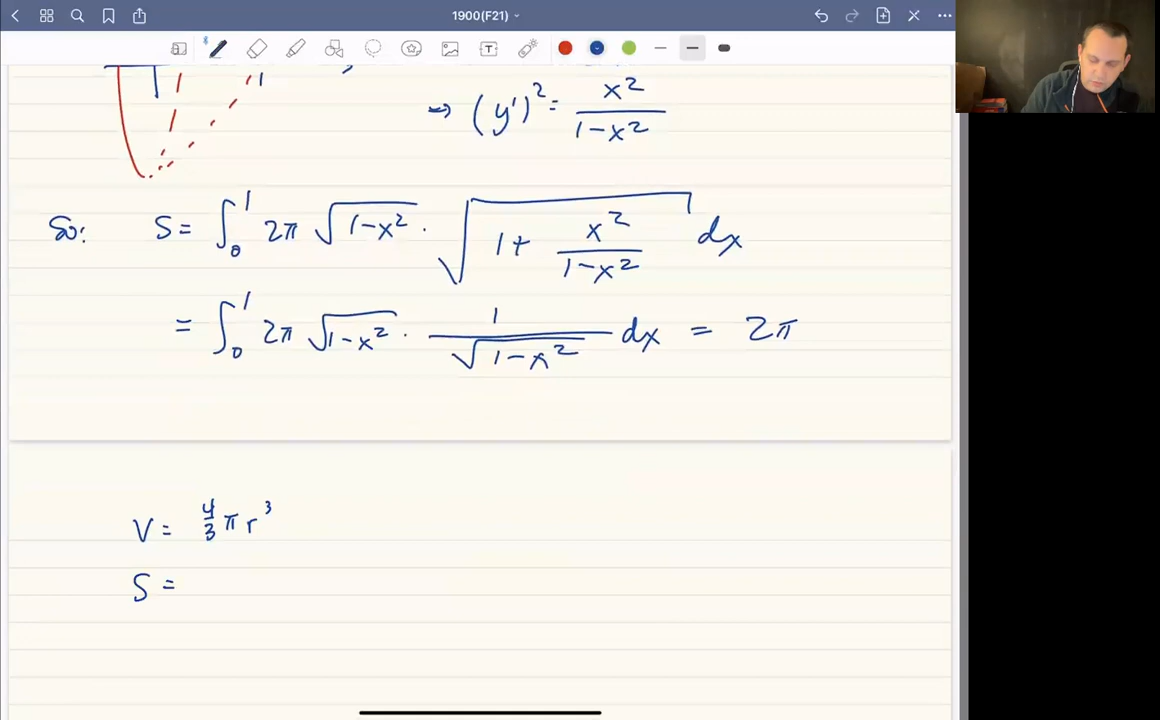 1900(F21)
⇒ (y')² = x²/(1-x²)
So: S = ∫₀¹ 2π √(1-x²) · √(1 + x²/(1-x²)) dx
= ∫₀¹ 2π √(1-x²) · 1/√(1-x²) dx = 2π
V = 4/3 π r³
S =